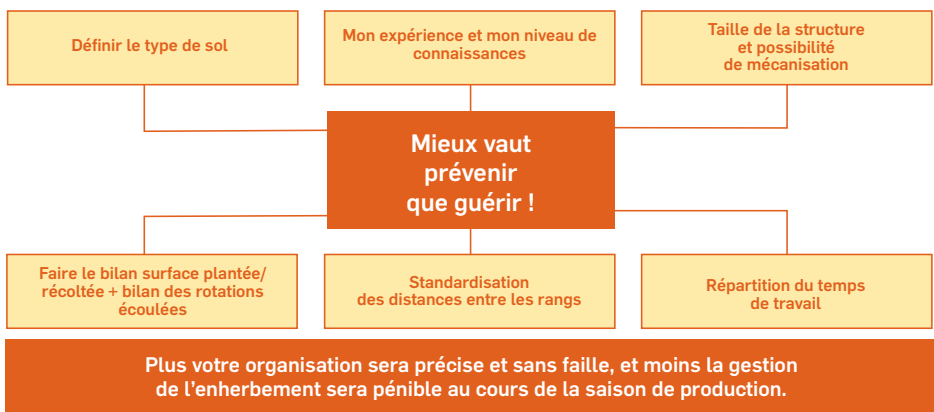 Définir le type de sol
Mon expérience et mon niveau de
connaissances
Taille de la structure
et possibilité
de mécanisation
Mieux vaut
prévenir
que guérir !
Faire le bilan surface plantée/
récoltée + bilan des rotations
écoulées
Standardisation
des distances entre les rangs
Répartition du temps
de travail
Plus votre organisation sera précise et sans faille, et moins la gestion
de l’enherbement sera pénible au cours de la saison de production.